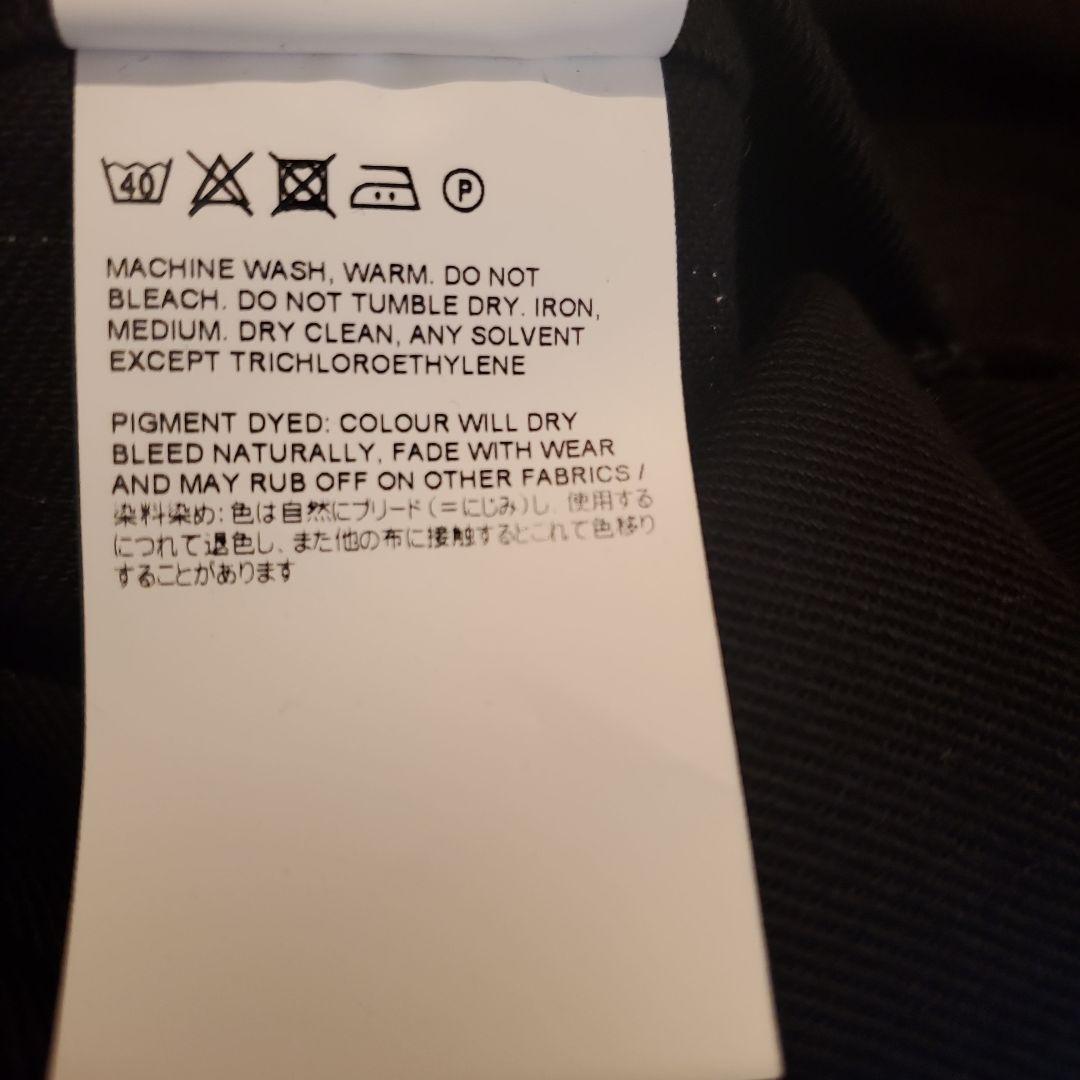 40
P
MACHINE WASH, WARM. DO NOT
BLEACH. DO NOT TUMBLE DRY. IRON,
MEDIUM. DRY CLEAN, ANY SOLVENT
EXCEPT TRICHLOROETHYLENE
PIGMENT DYED: COLOUR WILL DRY
BLEED NATURALLY, FADE WITH WEAR
AND MAY RUB OFF ON OTHER FABRICS /
染料染め: 色は自然にブリード (=にじみ)し、使用する
につれて退色し、また他の布に接触するとこれて色移り
することがあります